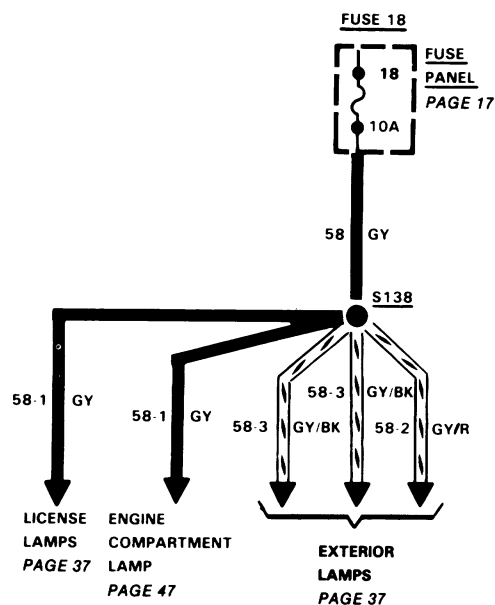 FUSE 18
FUSE
PANEL
PAGE 17
18
10A
58 GY
S138
58-1 GY
58-1 GY
58-3 GY/BK
58-3 GY/BK
58-2 GY/R
LICENSE
LAMPS
PAGE 37
ENGINE
COMPARTMENT
LAMP
PAGE 47
EXTERIOR
LAMPS
PAGE 37